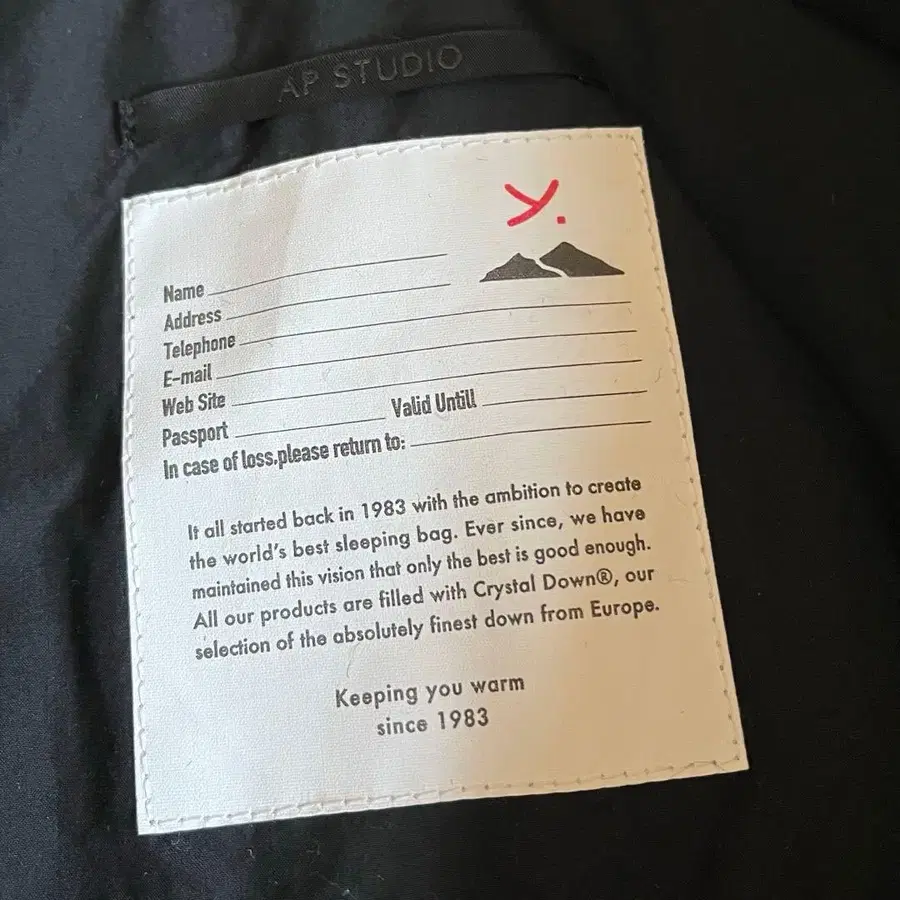 AP STUDIO
y.
Name
Address
Telephone
E-mail
Web Site
Passport Valid Untill
In case of loss,please return to:
It all started back in 1983 with the ambition to create
the world's best sleeping bag. Ever since, we have
maintained this vision that only the best is good enough.
All our products are filled with Crystal Down®, our
selection of the absolutely finest down from Europe.
Keeping you warm
since 1983